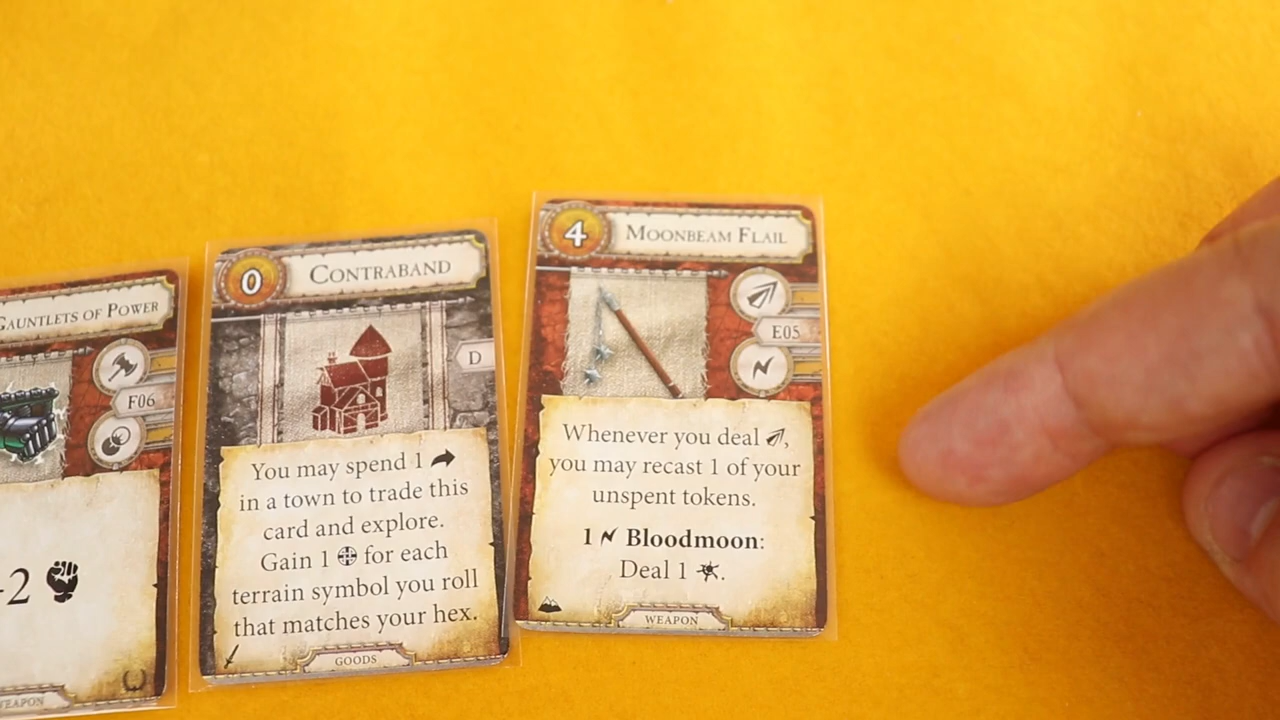 GAUNTLETS OF POWER
F06
-2
WEAPON
0
CONTRABAND
D
You may spend 1
in a town to trade this
card and explore.
Gain 1 for each
terrain symbol you roll
that matches your hex.
GOODS
4
MOONBEAM FLAIL
E05
Whenever you deal ,
you may recast 1 of your
unspent tokens.
1 Bloodmoon:
Deal 1 .
WEAPON